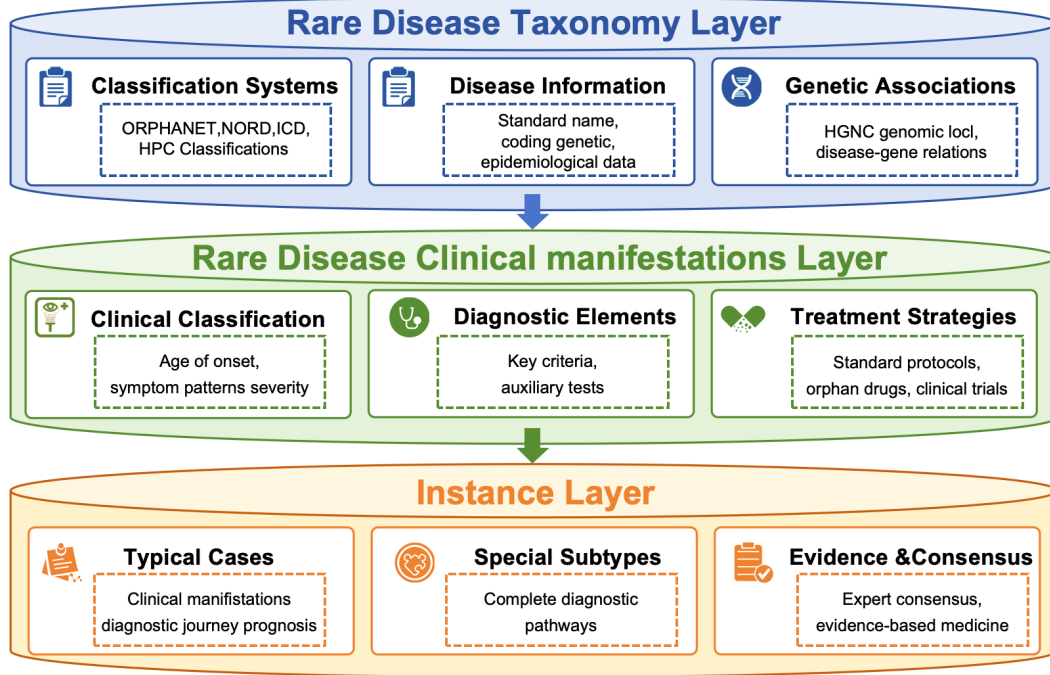 Rare Disease Taxonomy Layer
Classification Systems
ORPHANET,NORD,ICD,
HPC Classifications
Disease Information
Standard name,
coding genetic,
epidemiological data
Genetic Associations
HGNC genomic locl,
disease-gene relations
Rare Disease Clinical manifestations Layer
Clinical Classification
Age of onset,
symptom patterns severity
Diagnostic Elements
Key criteria,
auxiliary tests
Treatment Strategies
Standard protocols,
orphan drugs, clinical trials
Instance Layer
Typical Cases
Clinical manifistations
diagnostic journey prognosis
Special Subtypes
Complete diagnostic
pathways
Evidence &Consensus
Expert consensus,
evidence-based medicine